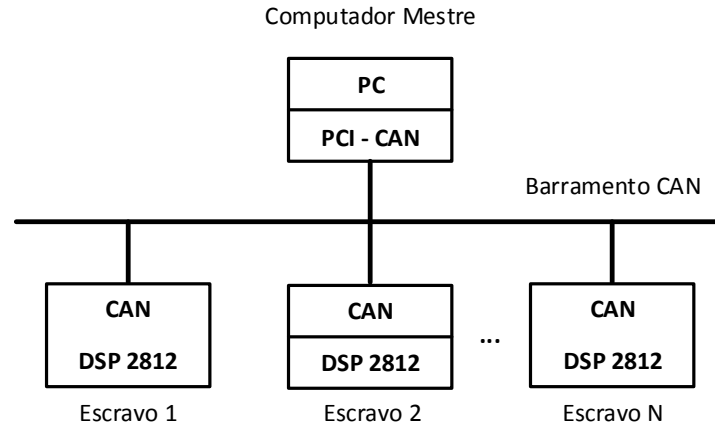 Computador Mestre
PC
PCI - CAN
Barramento CAN
CAN
DSP 2812
Escravo 1
CAN
DSP 2812
Escravo 2
...
CAN
DSP 2812
Escravo N